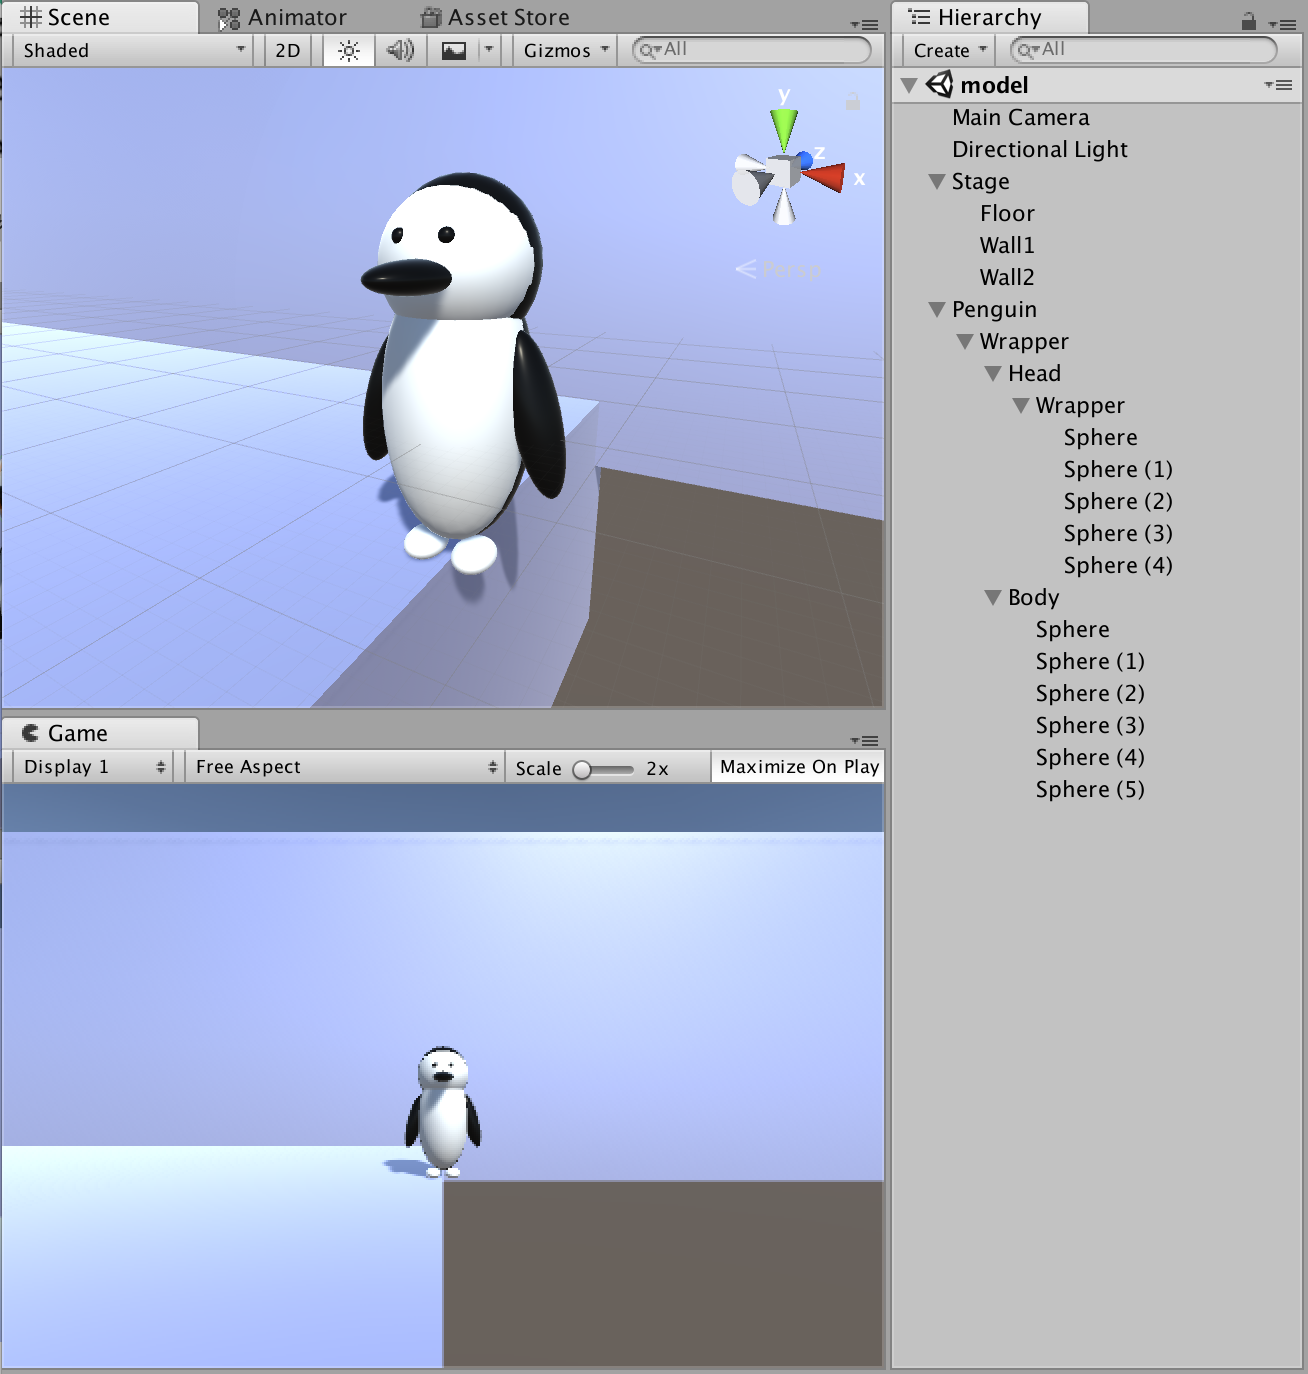 Scene
Animator
Asset Store
Shaded
2D
Gizmos
All
y
z
x
Persp
Game
Display 1
Free Aspect
Scale
2x
Maximize On Play
Hierarchy
Create
All
model
Main Camera
Directional Light
Stage
Floor
Wall1
Wall2
Penguin
Wrapper
Head
Wrapper
Sphere
Sphere (1)
Sphere (2)
Sphere (3)
Sphere (4)
Body
Sphere
Sphere (1)
Sphere (2)
Sphere (3)
Sphere (4)
Sphere (5)